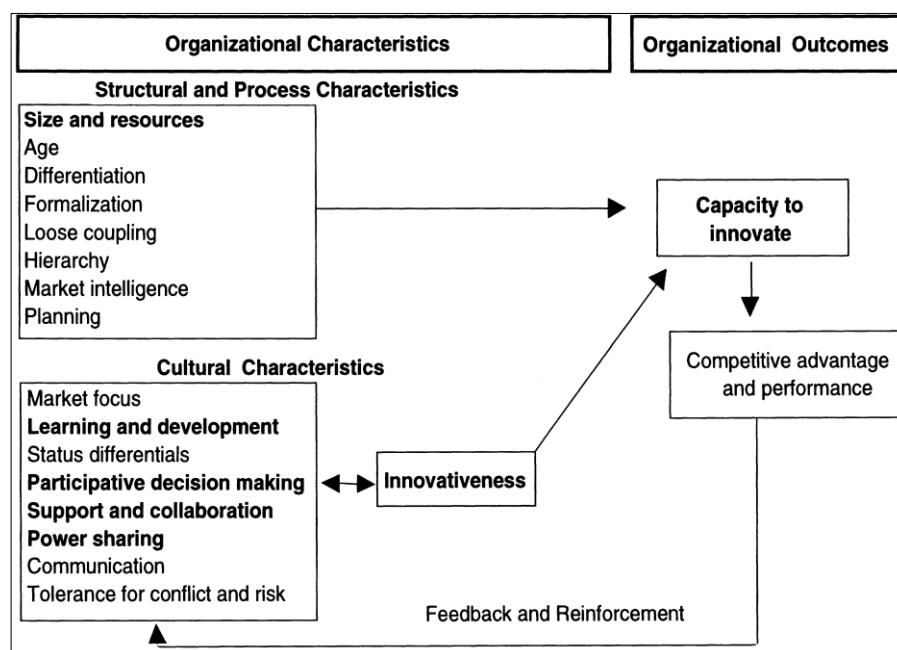 Organizational Characteristics
Organizational Outcomes
Structural and Process Characteristics
Size and resources
Age
Differentiation
Formalization
Loose coupling
Hierarchy
Market intelligence
Planning
Capacity to
innovate
Competitive advantage
and performance
Cultural Characteristics
Market focus
Learning and development
Status differentials
Participative decision making
Support and collaboration
Power sharing
Communication
Tolerance for conflict and risk
Innovativeness
Feedback and Reinforcement